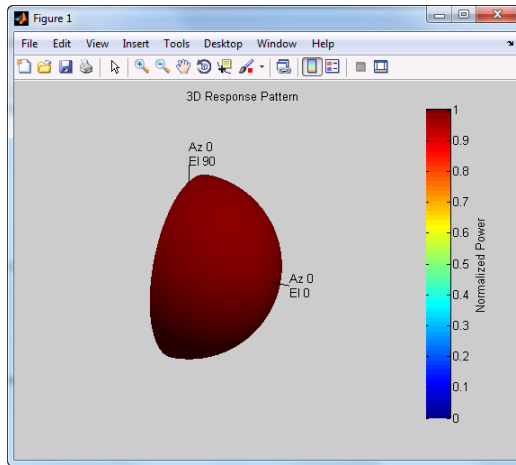 Figure 1
File Edit View Insert Tools Desktop Window Help
3D Response Pattern
Az 0
El 90
Az 0
El 0
1
0.9
0.8
0.7
0.6
0.5
0.4
0.3
0.2
0.1
0
Normalized Power